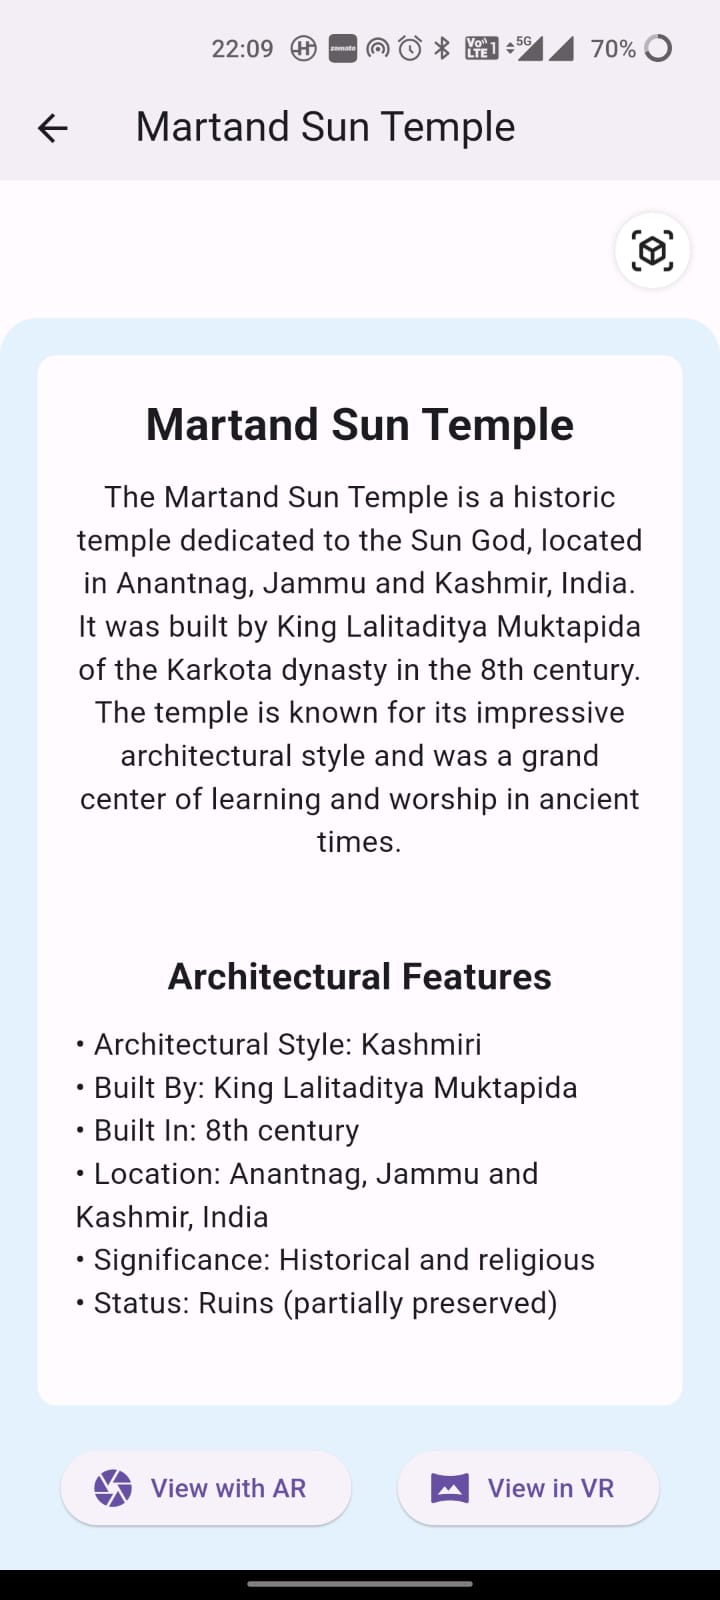 22:09 zomato Vo) 1 LTE 5G 70%
Martand Sun Temple
Martand Sun Temple
The Martand Sun Temple is a historic
temple dedicated to the Sun God, located
in Anantnag, Jammu and Kashmir, India.
It was built by King Lalitaditya Muktapida
of the Karkota dynasty in the 8th century.
The temple is known for its impressive
architectural style and was a grand
center of learning and worship in ancient
times.
Architectural Features
• Architectural Style: Kashmiri
• Built By: King Lalitaditya Muktapida
• Built In: 8th century
• Location: Anantnag, Jammu and
Kashmir, India
• Significance: Historical and religious
• Status: Ruins (partially preserved)
View with AR
View in VR